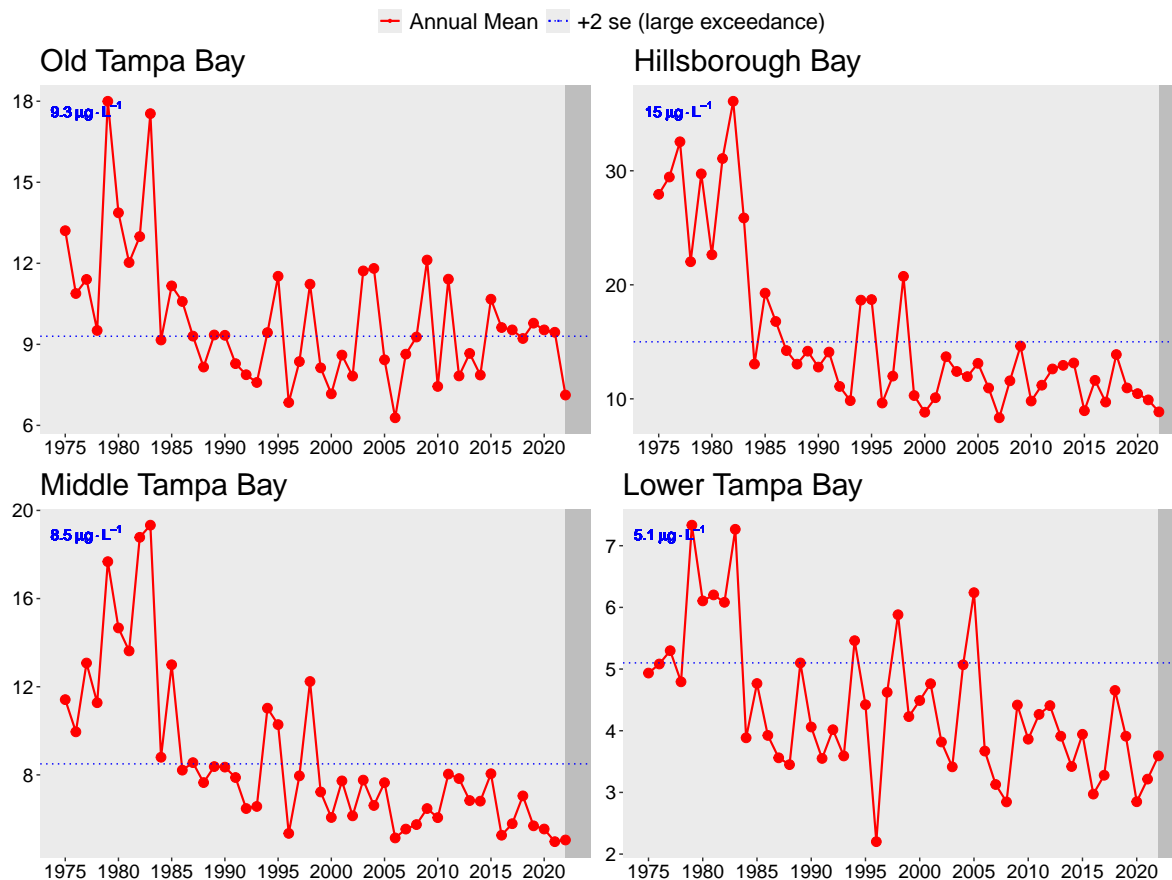 Annual Mean +2 se (large exceedance)
Old Tampa Bay
9.3 μg·L⁻¹
18
15
12
9
6
1975 1980 1985 1990 1995 2000 2005 2010 2015 2020
Hillsborough Bay
15 μg·L⁻¹
30
20
10
1975 1980 1985 1990 1995 2000 2005 2010 2015 2020
Middle Tampa Bay
8.5 μg·L⁻¹
20
16
12
8
1975 1980 1985 1990 1995 2000 2005 2010 2015 2020
Lower Tampa Bay
5.1 μg·L⁻¹
7
6
5
4
3
2
1975 1980 1985 1990 1995 2000 2005 2010 2015 2020